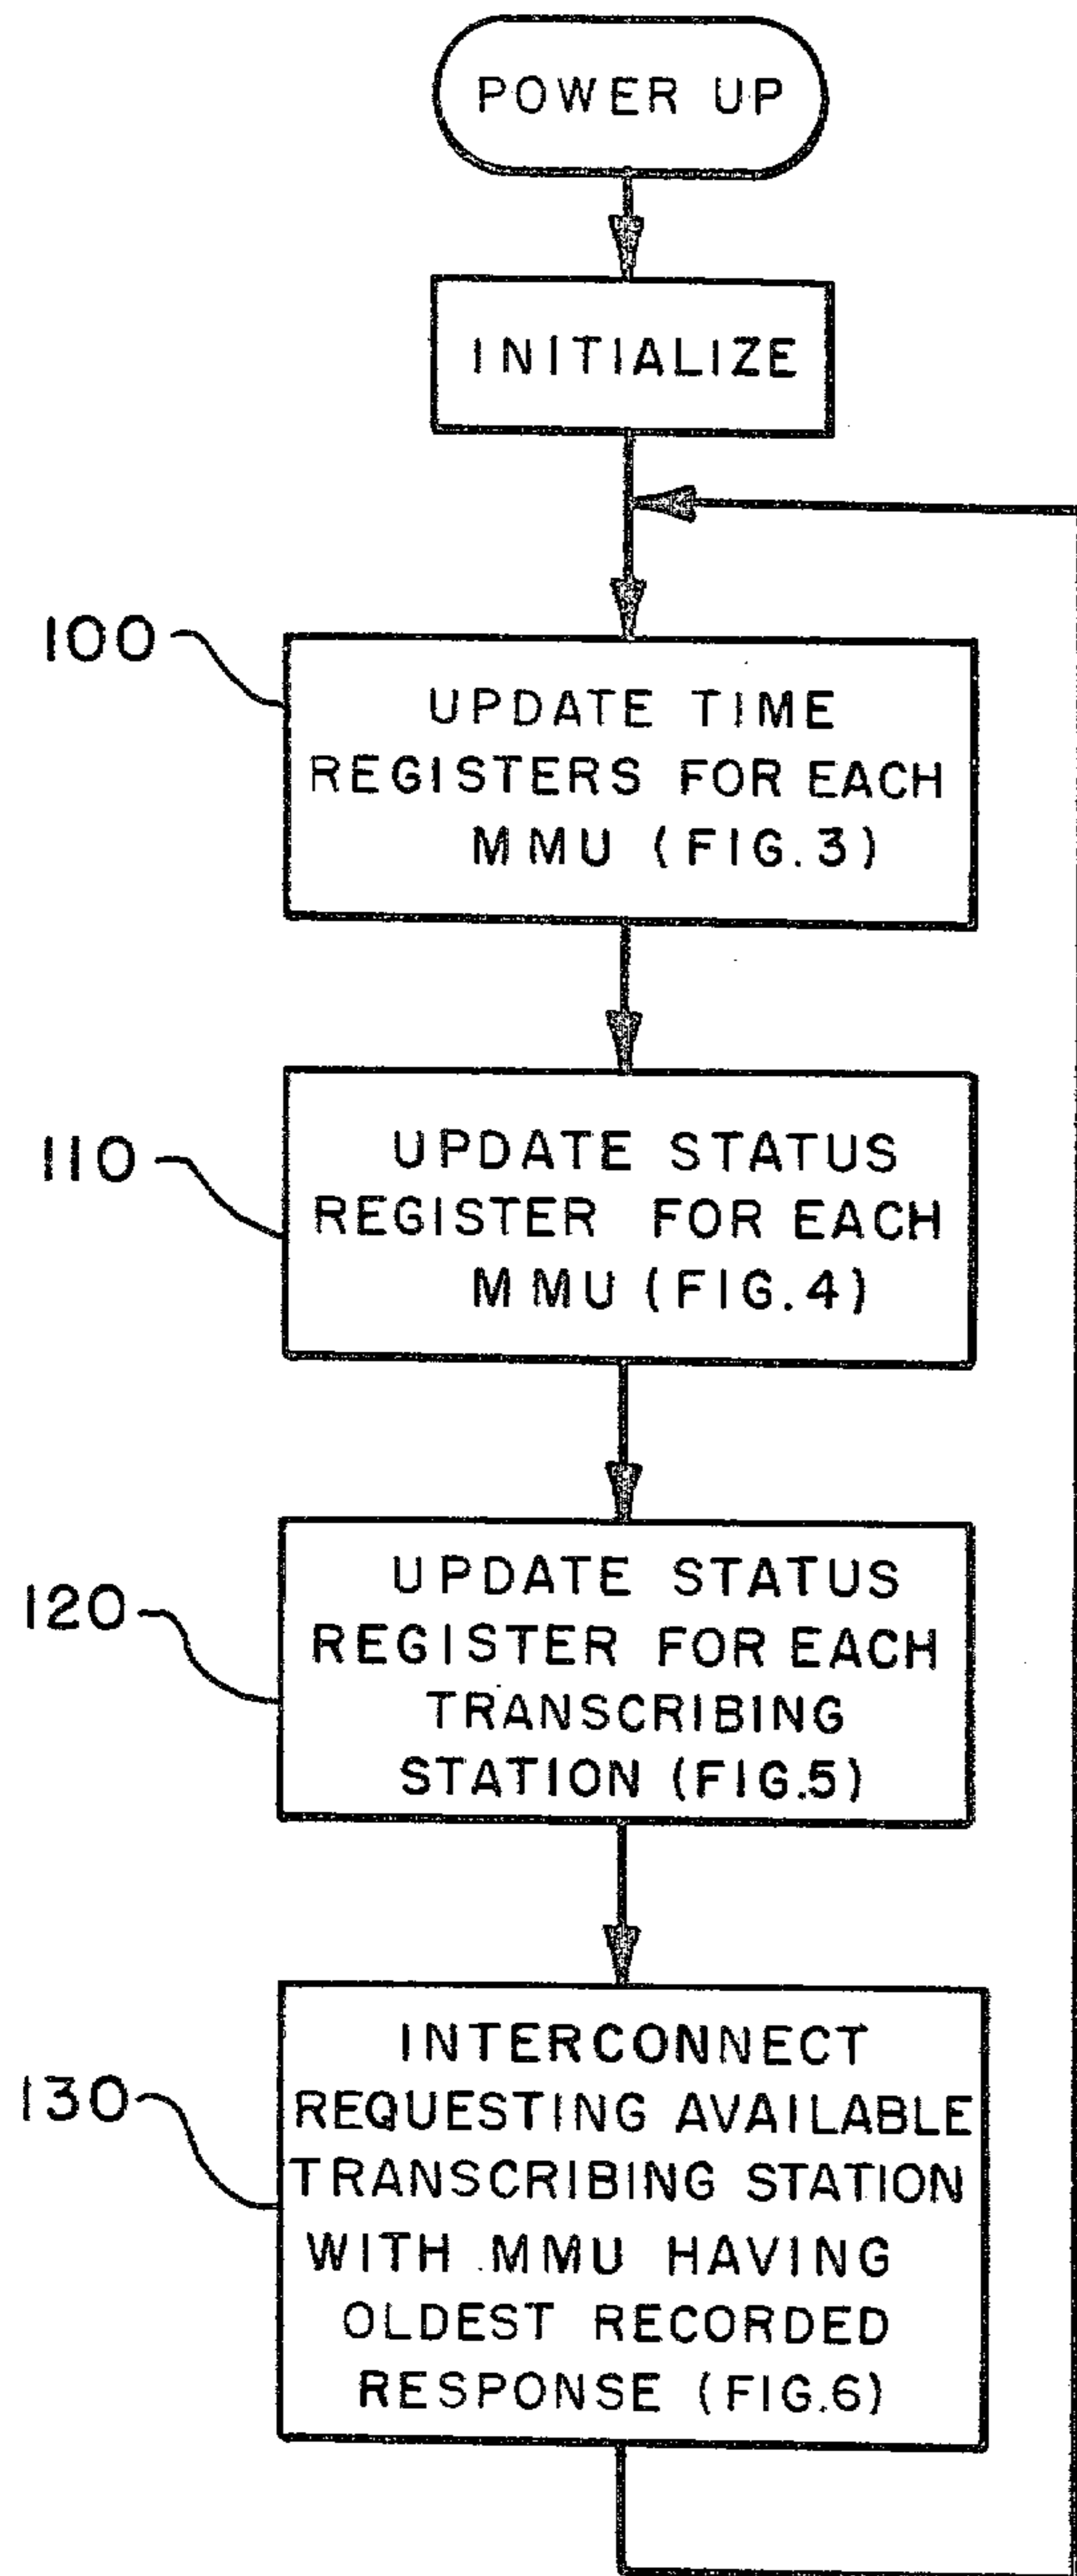 POWER UP
INITIALIZE
100
UPDATE TIME
REGISTERS FOR EACH
MMU (FIG.3)
110
UPDATE STATUS
REGISTER FOR EACH
MMU (FIG.4)
120
UPDATE STATUS
REGISTER FOR EACH
TRANSCRIBING
STATION (FIG.5)
130
INTERCONNECT
REQUESTING AVAILABLE
TRANSCRIBING STATION
WITH MMU HAVING
OLDEST RECORDED
RESPONSE (FIG.6)